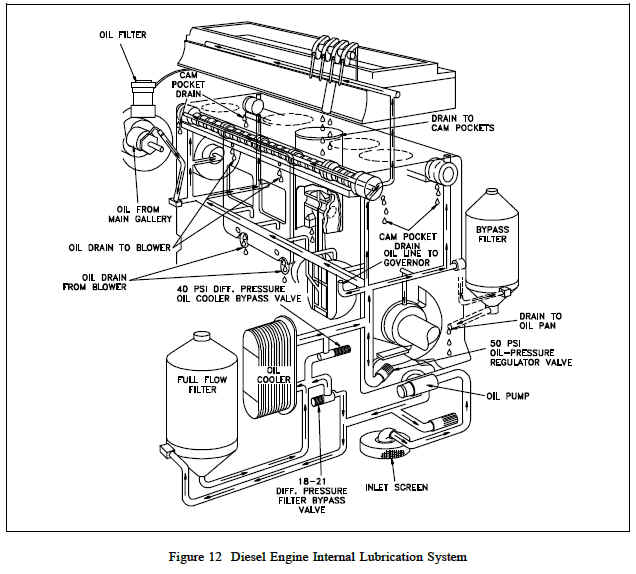 OIL FILTER
CAM
POCKET
DRAIN
DRAIN TO
CAM POCKETS
OIL FROM
MAIN GALLERY
OIL DRAIN TO BLOWER
OIL DRAIN
FROM BLOWER
CAM POCKET
DRAIN
OIL LINE TO
GOVERNOR
BYPASS
FILTER
40 PSI DIFF. PRESSURE
OIL COOLER BYPASS VALVE
DRAIN TO
OIL PAN
50 PSI
OIL-PRESSURE
REGULATOR VALVE
FULL FLOW
FILTER
OIL
COOLER
OIL PUMP
18-21
DIFF. PRESSURE
FILTER BYPASS
VALVE
INLET SCREEN
Figure 12 Diesel Engine Internal Lubrication System